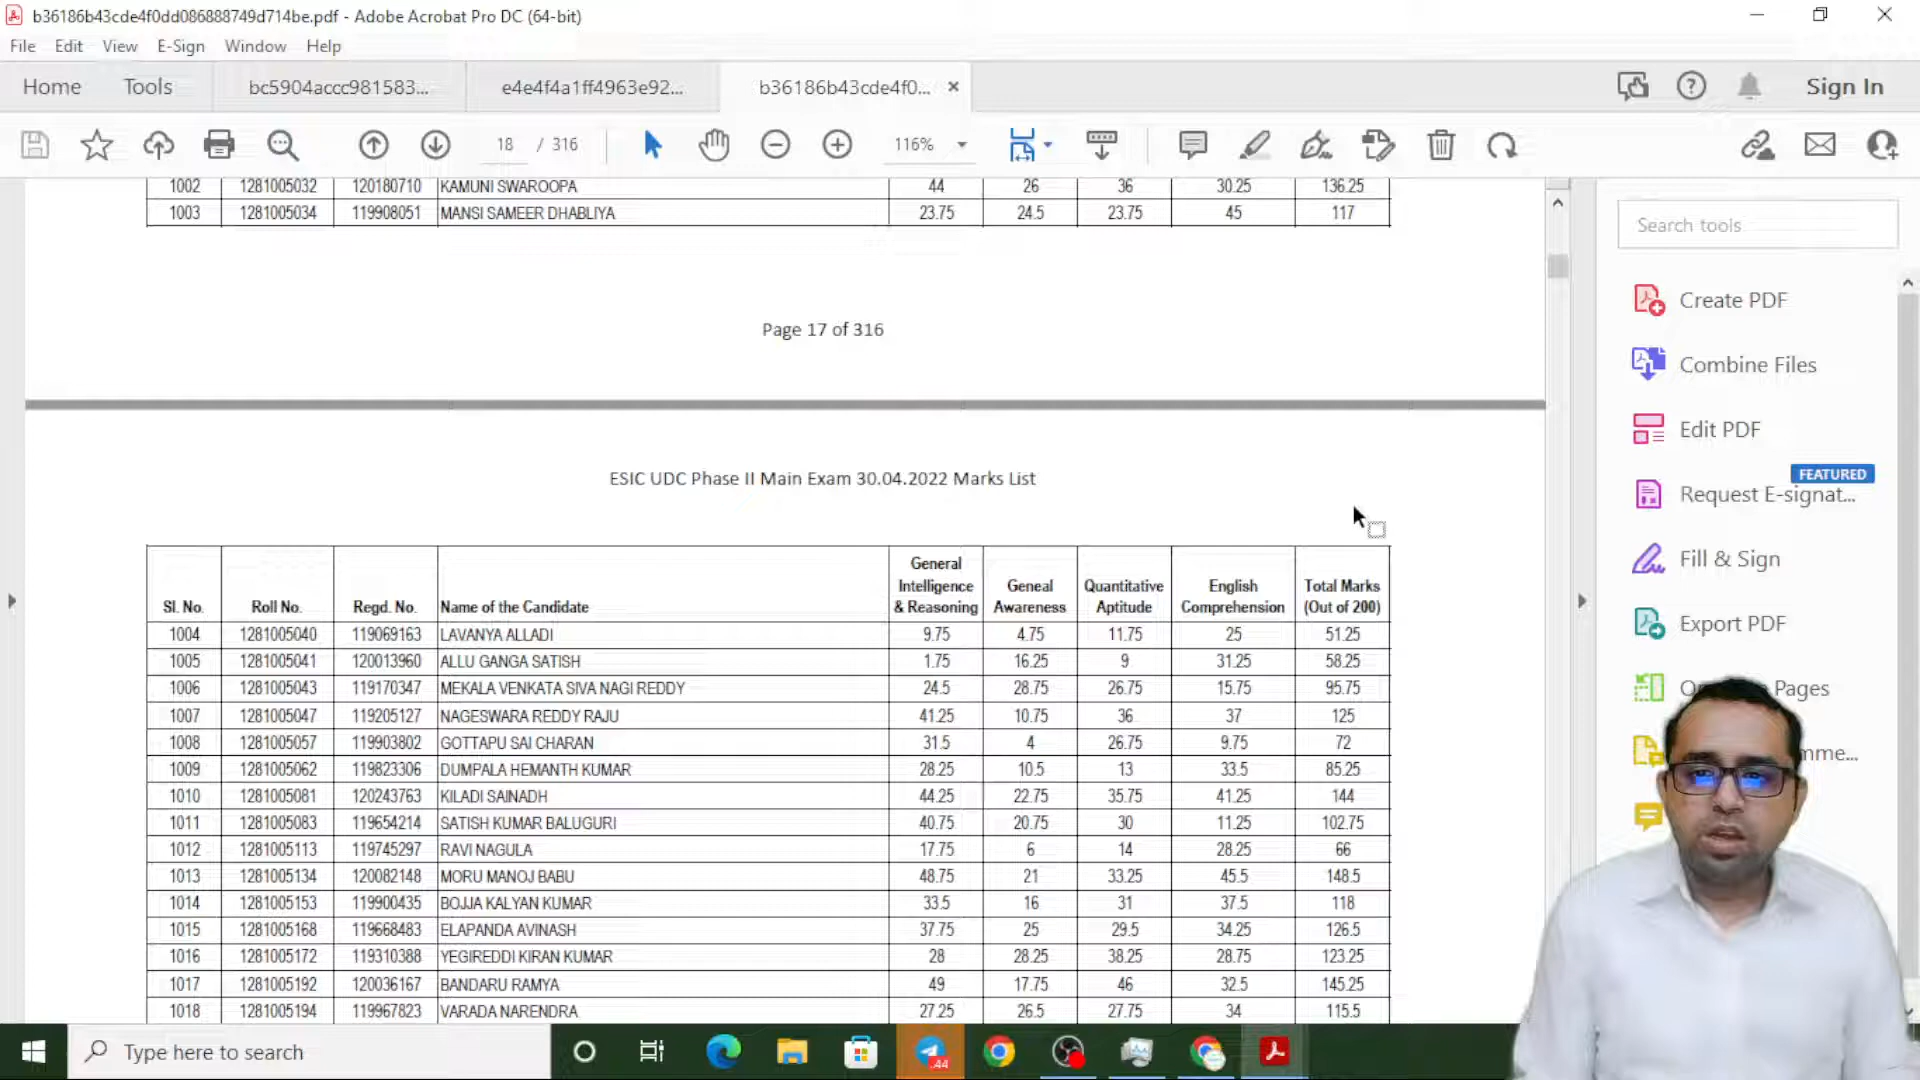 b36186b43cde4f0dd086888749d714be.pdf - Adobe Acrobat Pro DC (64-bit)
File Edit View E-Sign Window Help
Home Tools bc5904accc981583... e4e4f4a1ff4963e92... b36186b43cde4f0... × Sign In
18 / 316 116%
1002 1281005032 120180710 KAMUNI SWAROOPA 44 26 36 30.25 136.25
1003 1281005034 119908051 MANSI SAMEER DHABLIYA 23.75 24.5 23.75 45 117
Page 17 of 316
ESIC UDC Phase II Main Exam 30.04.2022 Marks List
Sl. No. Roll No. Regd. No. Name of the Candidate General Intelligence & Reasoning Geneal Awareness Quantitative Aptitude English Comprehension Total Marks (Out of 200)
1004 1281005040 119069163 LAVANYA ALLADI 9.75 4.75 11.75 25 51.25
1005 1281005041 120013960 ALLU GANGA SATISH 1.75 16.25 9 31.25 58.25
1006 1281005043 119170347 MEKALA VENKATA SIVA NAGI REDDY 24.5 28.75 26.75 15.75 95.75
1007 1281005047 119205127 NAGESWARA REDDY RAJU 41.25 10.75 36 37 125
1008 1281005057 119903802 GOTTAPU SAI CHARAN 31.5 4 26.75 9.75 72
1009 1281005062 119823306 DUMPALA HEMANTH KUMAR 28.25 10.5 13 33.5 85.25
1010 1281005081 120243763 KILADI SAINADH 44.25 22.75 35.75 41.25 144
1011 1281005083 119654214 SATISH KUMAR BALUGURI 40.75 20.75 30 11.25 102.75
1012 1281005113 119745297 RAVI NAGULA 17.75 6 14 28.25 66
1013 1281005134 120082148 MORU MANOJ BABU 48.75 21 33.25 45.5 148.5
1014 1281005153 119900435 BOJJA KALYAN KUMAR 33.5 16 31 37.5 118
1015 1281005168 119668483 ELAPANDA AVINASH 37.75 25 29.5 34.25 126.5
1016 1281005172 119310388 YEGIREDDI KIRAN KUMAR 28 28.25 38.25 28.75 123.25
1017 1281005192 120036167 BANDARU RAMYA 49 17.75 46 32.5 145.25
1018 1281005194 119967823 VARADA NARENDRA 27.25 26.5 27.75 34 115.5
Search tools
Create PDF
Combine Files
Edit PDF
FEATURED
Request E-signat...
Fill & Sign
Export PDF
Pages
Type here to search
44